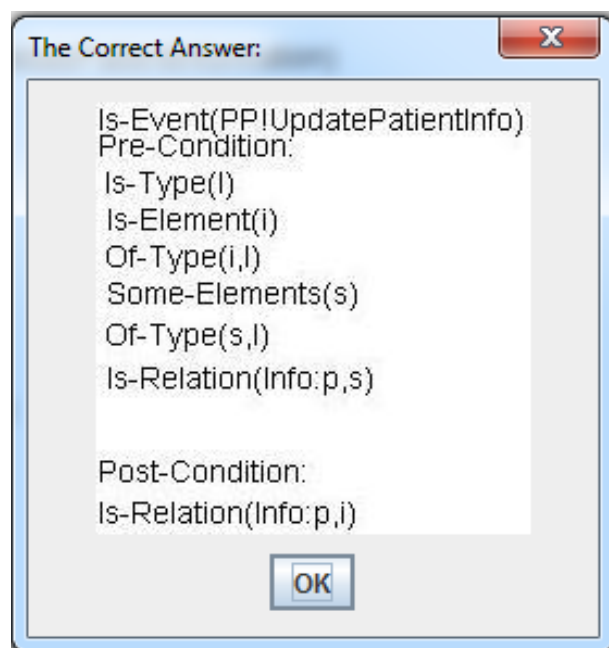 The Correct Answer:
Is-Event(PP!UpdatePatientInfo)
Pre-Condition:
Is-Type(I)
Is-Element(i)
Of-Type(i,I)
Some-Elements(s)
Of-Type(s,I)
Is-Relation(Info:p,s)
Post-Condition:
Is-Relation(Info:p,i)
OK